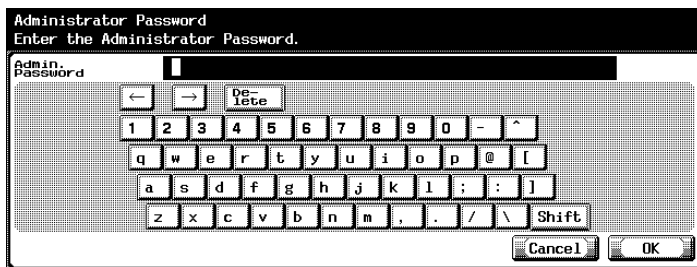 Administrator Password
Enter the Administrator Password.
Admin.
Password
← → De-
lete
1 2 3 4 5 6 7 8 9 0 - ^
q w e r t y u i o p @ [
a s d f g h j k l ; : ]
z x c v b n m , . / \ Shift
Cancel OK